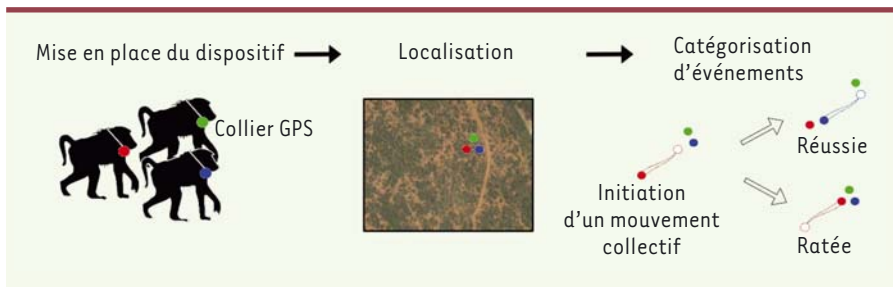 Mise en place du dispositif
Localisation
Catégorisation
d'événements
Collier GPS
Initiation
d'un mouvement
collectif
Réussie
Ratée